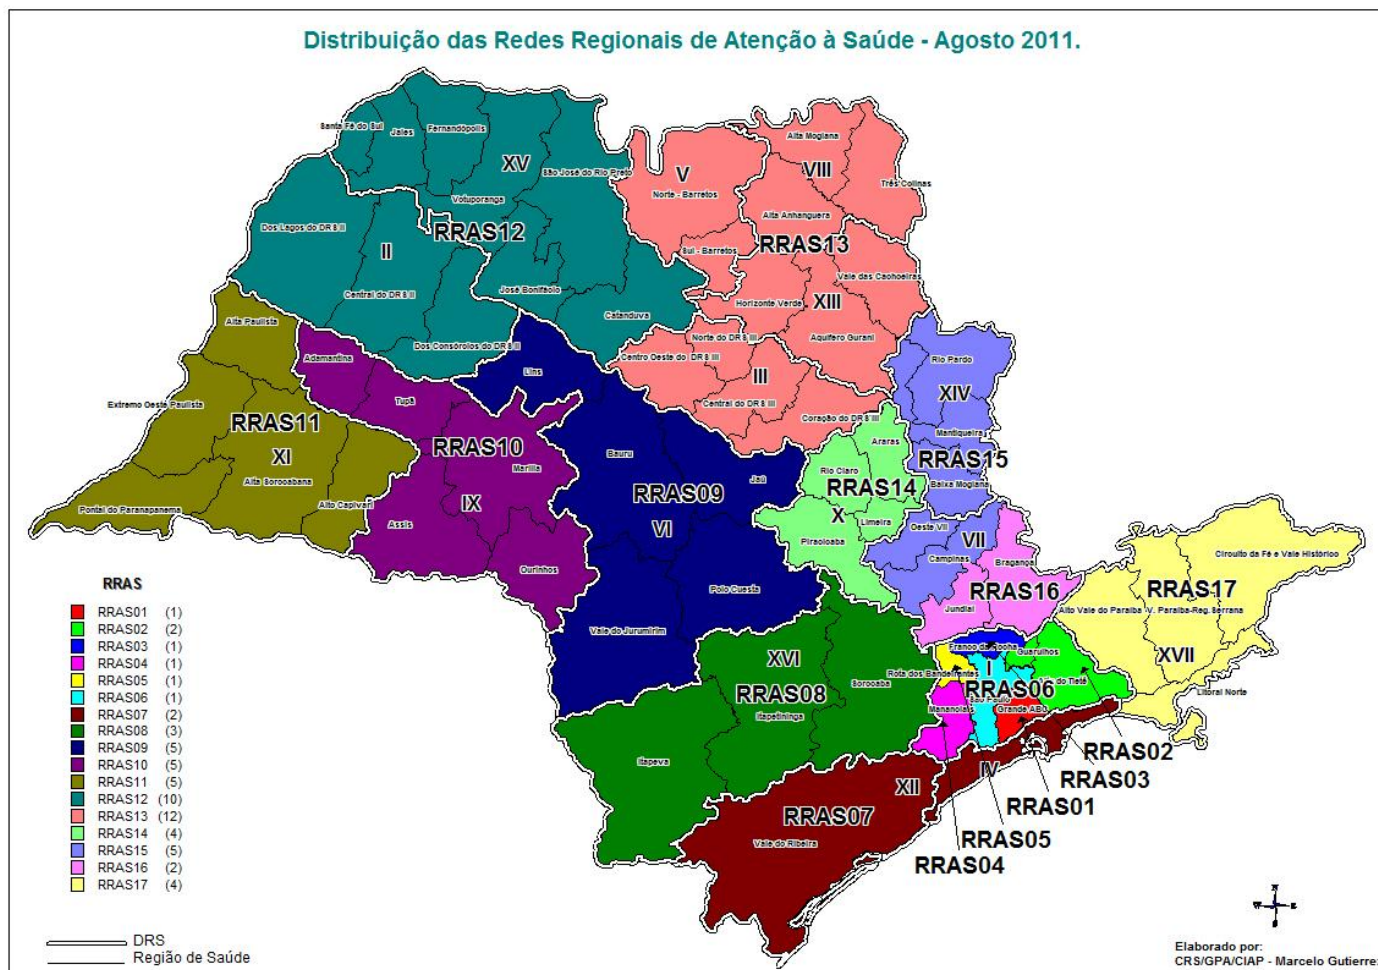 Distribuição das Redes Regionais de Atenção à Saúde - Agosto 2011.
Santa Fé do Sul
Jales
Fernandópolis
XV
São José do Rio Preto
Votuporanga
Dos Lagos do DRS II
II
RRAS12
Central do DRS II
José Bonifácio
Catanduva
Dos Consórcios do DRS II
V
Norte - Barretos
Alta Mogiana
VIII
Três Colinas
Alta Anhanguera
Sul - Barretos
RRAS13
Vale das Cachoeiras
Horizonte Verde
XIII
Aquífero Gurani
Norte do DRS III
Centro Oeste do DRS III
III
Central do DRS III
Coração do DRS III
Alta Paulista
Extremo Oeste Paulista
RRAS11
XI
Alta Sorocabana
Alto Capivari
Pontal do Paranapanema
Adamantina
Tupã
RRAS10
Marília
IX
Assis
Ourinhos
Lins
Bauru
Jaú
RRAS09
VI
Polo Cuesta
Vale do Jurumirim
Rio Pardo
XIV
Mantiqueira
RRAS15
Baixa Mogiana
Araras
Rio Claro
RRAS14
X
Limeira
Piracicaba
Oeste VII
VII
Campinas
Bragança
RRAS16
Jundiaí
RRAS17
Circuito da Fé e Vale Histórico
Alto Vale do Paraíba
V. Paraíba-Reg. Serrana
XVII
Litoral Norte
XVI
RRAS08
Sorocaba
Itapetininga
Itapeva
Franco da Rocha
Guarulhos
I
Rota dos Bandeirantes
RRAS06
São Paulo
Mananciais
Grande ABC
RRAS02
RRAS03
RRAS01
RRAS05
RRAS04
IV
XII
RRAS07
Vale do Ribeira
RRAS
RRAS01 (1)
RRAS02 (2)
RRAS03 (1)
RRAS04 (1)
RRAS05 (1)
RRAS06 (1)
RRAS07 (2)
RRAS08 (3)
RRAS09 (5)
RRAS10 (5)
RRAS11 (5)
RRAS12 (10)
RRAS13 (12)
RRAS14 (4)
RRAS15 (5)
RRAS16 (2)
RRAS17 (4)
DRS
Região de Saúde
Elaborado por:
CRS/GPA/CIAP - Marcelo Gutierre